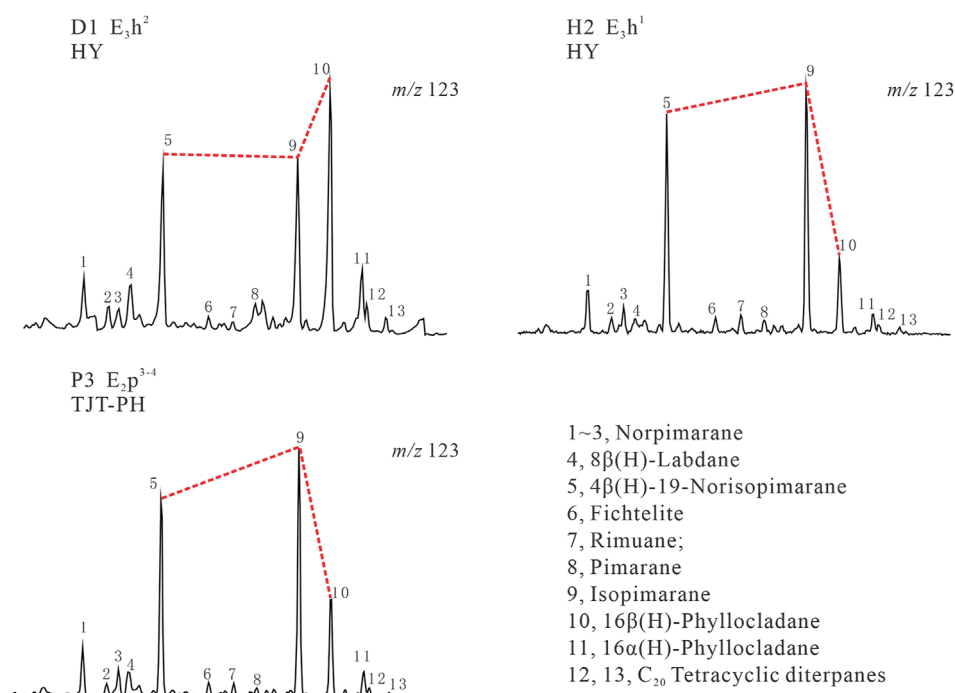 D1 E₃h²
HY
m/z 123
1
2
3
4
5
6
7
8
9
10
11
12
13
H2 E₃h¹
HY
m/z 123
1
2
3
4
5
6
7
8
9
10
11
12
13
P3 E₂p³⁻⁴
TJT-PH
m/z 123
1
2
3
4
5
6
7
8
9
10
11
12
13
1~3, Norpimarane
4, 8β(H)-Labdane
5, 4β(H)-19-Norisopimarane
6, Fichtelite
7, Rimuane;
8, Pimarane
9, Isopimarane
10, 16β(H)-Phyllocladane
11, 16α(H)-Phyllocladane
12, 13, C₂₀ Tetracyclic diterpanes